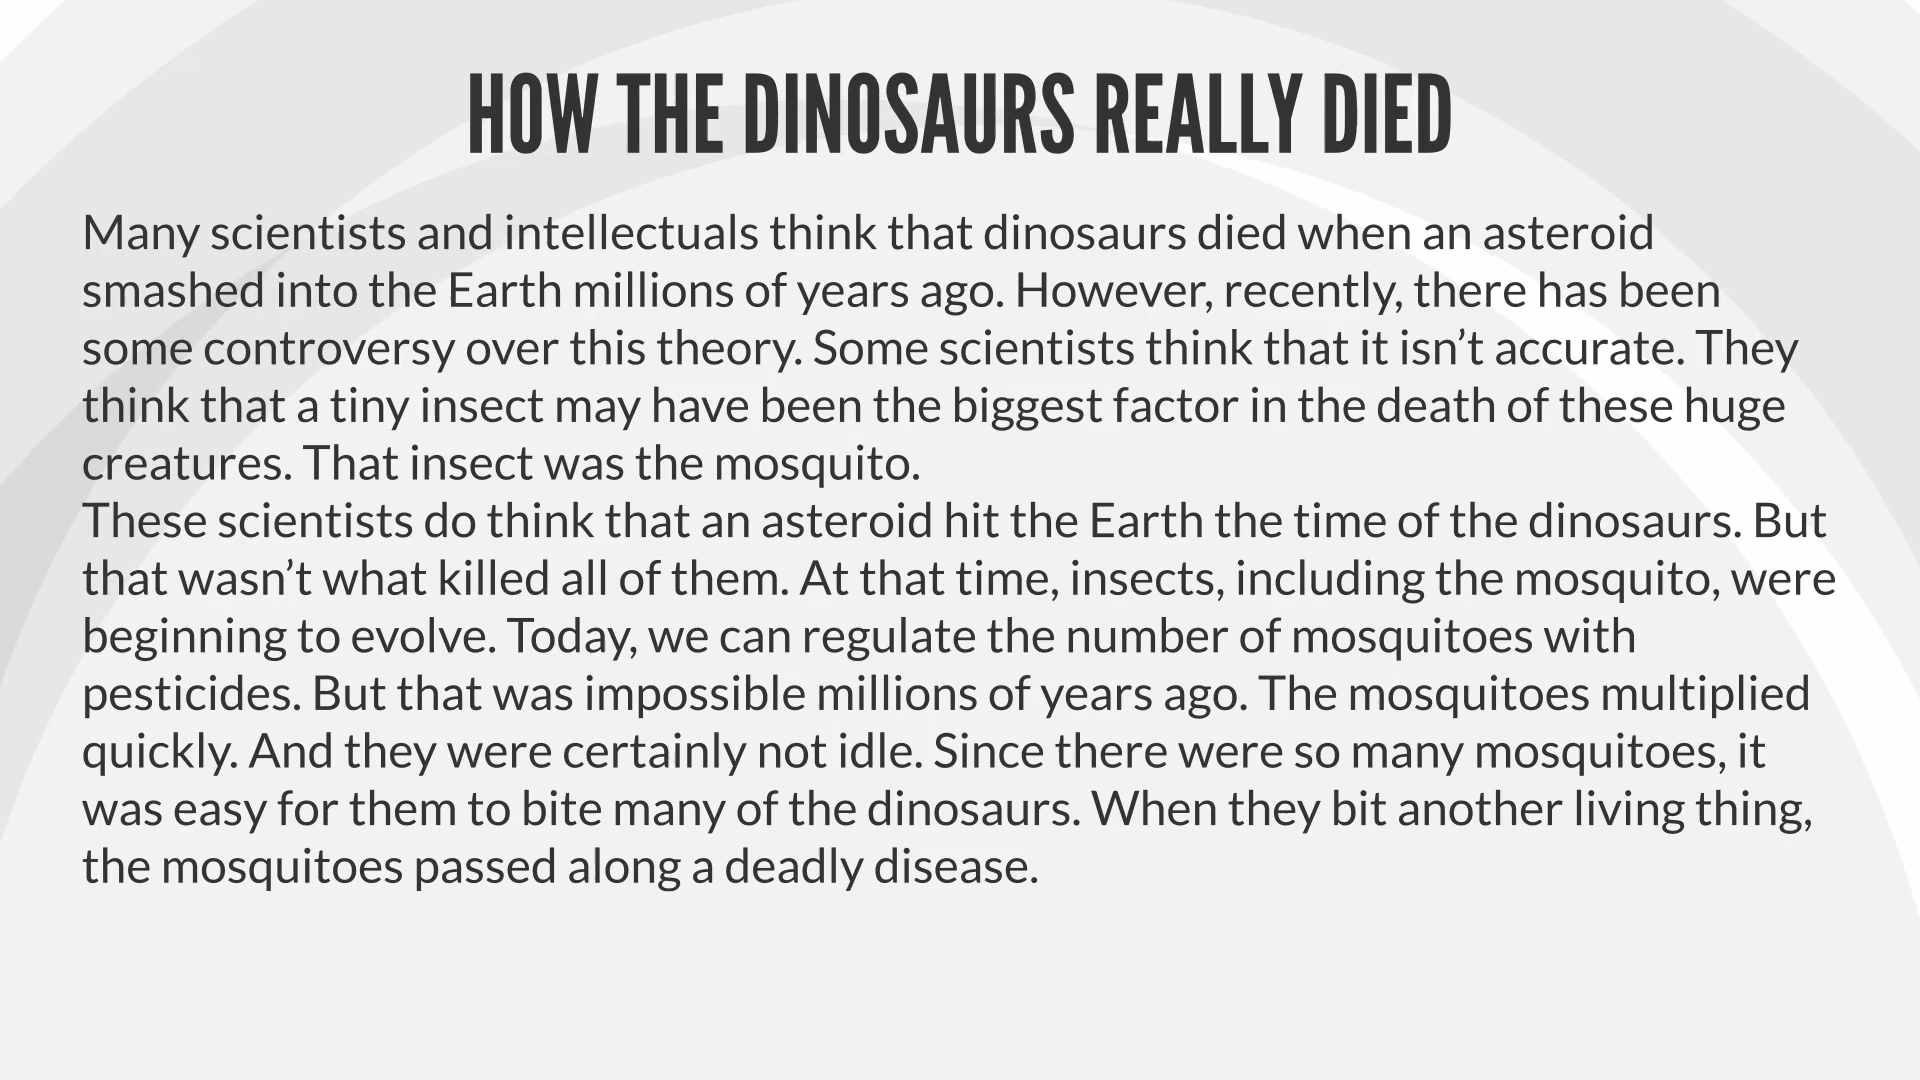 HOW THE DINOSAURS REALLY DIED
Many scientists and intellectuals think that dinosaurs died when an asteroid
smashed into the Earth millions of years ago. However, recently, there has been
some controversy over this theory. Some scientists think that it isn’t accurate. They
think that a tiny insect may have been the biggest factor in the death of these huge
creatures. That insect was the mosquito.
These scientists do think that an asteroid hit the Earth the time of the dinosaurs. But
that wasn’t what killed all of them. At that time, insects, including the mosquito, were
beginning to evolve. Today, we can regulate the number of mosquitoes with
pesticides. But that was impossible millions of years ago. The mosquitoes multiplied
quickly. And they were certainly not idle. Since there were so many mosquitoes, it
was easy for them to bite many of the dinosaurs. When they bit another living thing,
the mosquitoes passed along a deadly disease.